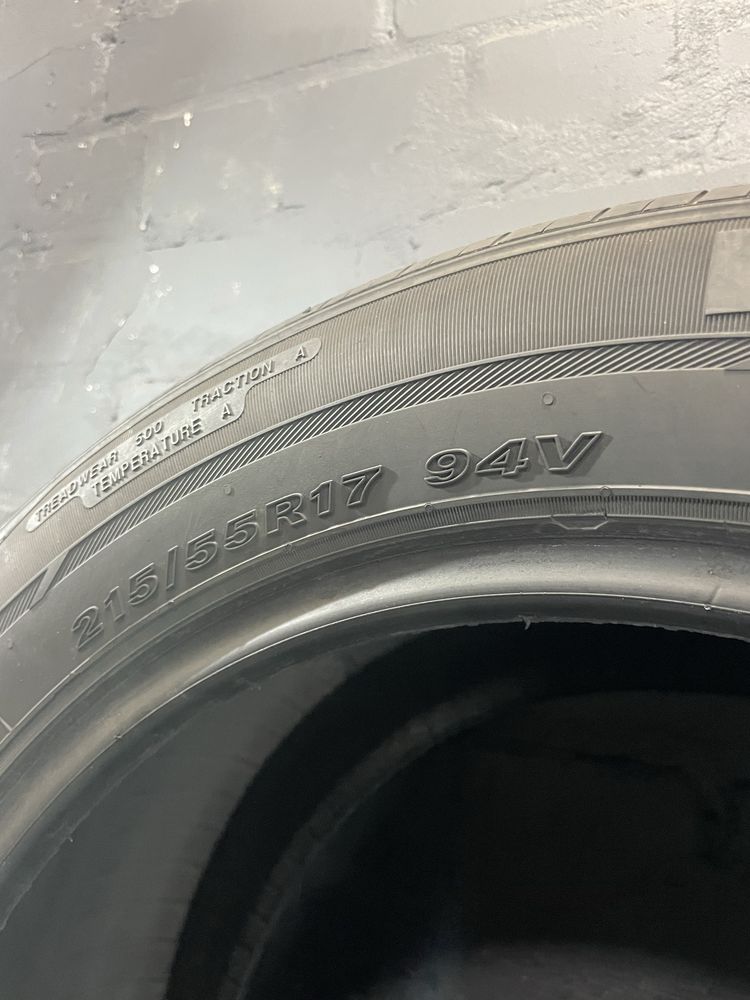 TREADWEAR 500 TRACTION A
TEMPERATURE A
215/55R17 94V